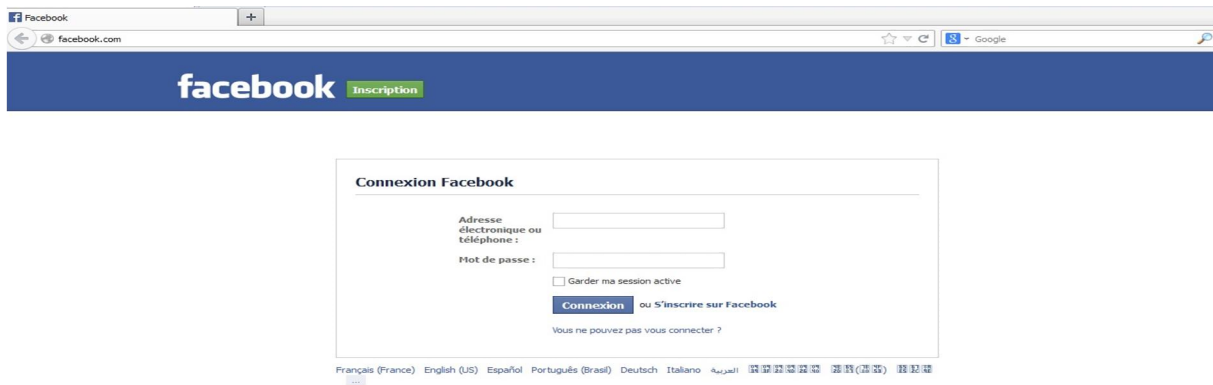 Facebook
+
facebook.com
Google
facebook Inscription
Connexion Facebook
Adresse
électronique ou
téléphone :
Mot de passe :
Garder ma session active
Connexion ou S'inscrire sur Facebook
Vous ne pouvez pas vous connecter ?
Français (France) English (US) Español Português (Brasil) Deutsch Italiano العربية
...